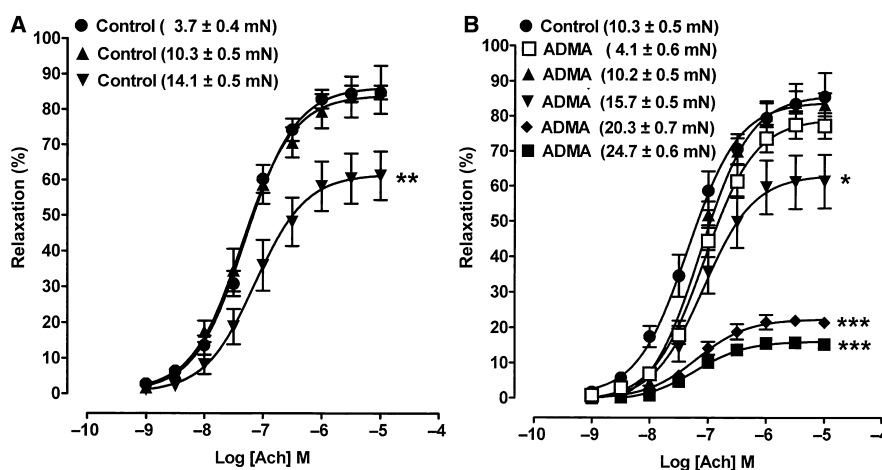 A
Control ( 3.7 ± 0.4 mN)
Control (10.3 ± 0.5 mN)
Control (14.1 ± 0.5 mN)
100
90
80
70
60
50
40
30
20
10
0
Relaxation (%)
**
–10 –9 –8 –7 –6 –5 –4
Log [Ach] M
B
Control (10.3 ± 0.5 mN)
ADMA ( 4.1 ± 0.6 mN)
ADMA (10.2 ± 0.5 mN)
ADMA (15.7 ± 0.5 mN)
ADMA (20.3 ± 0.7 mN)
ADMA (24.7 ± 0.6 mN)
100
90
80
70
60
50
40
30
20
10
0
Relaxation (%)
*
***
***
–10 –9 –8 –7 –6 –5 –4
Log [Ach] M